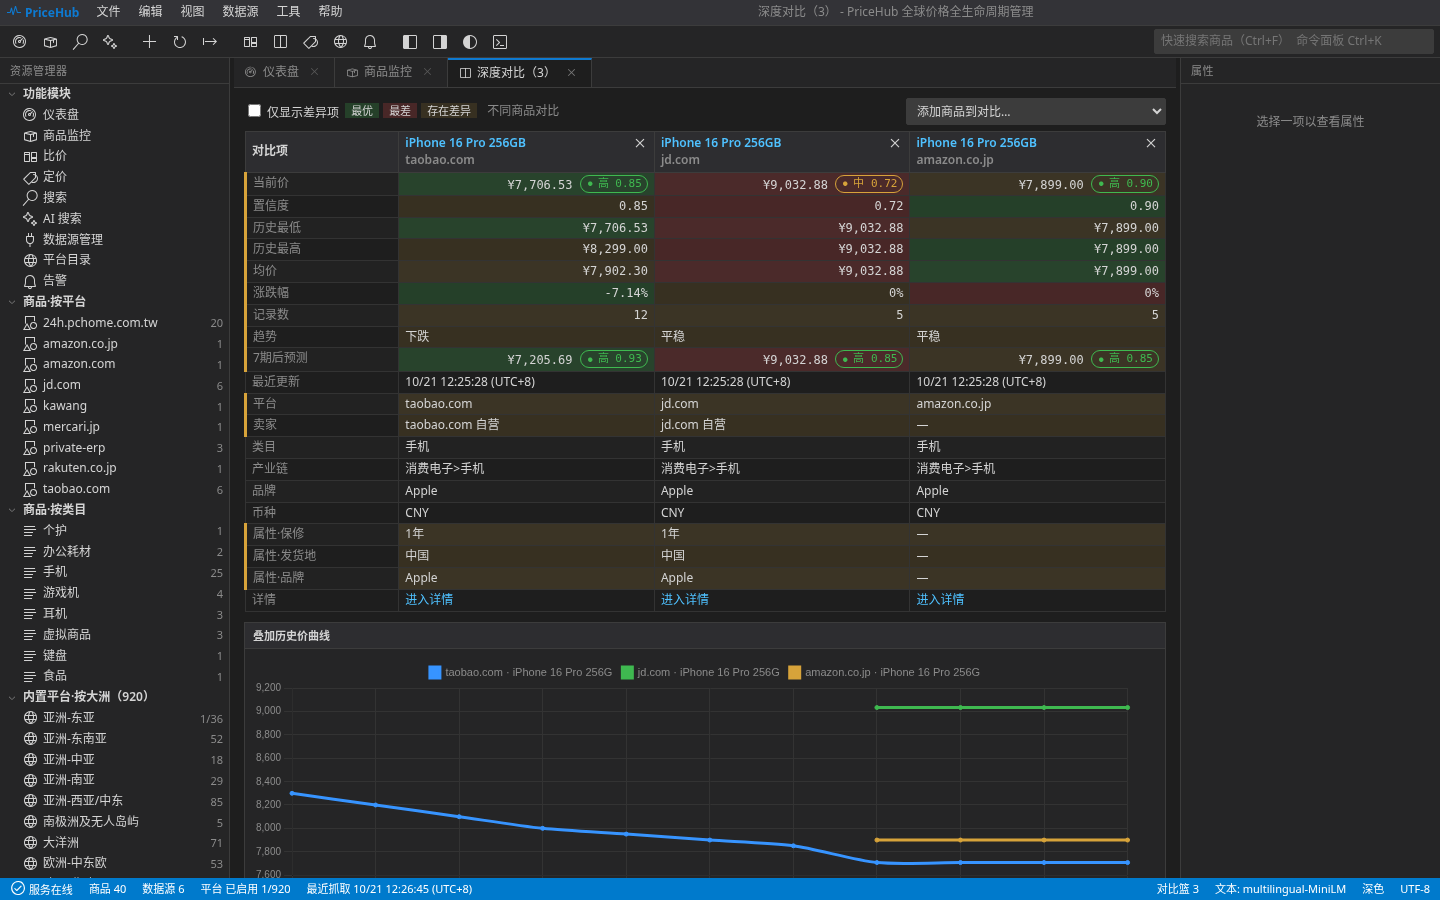 PriceHub 文件 编辑 视图 数据源 工具 帮助 深度对比（3） - PriceHub 全球价格全生命周期管理
快速搜索商品（Ctrl+F） 命令面板 Ctrl+K
资源管理器
功能模块
仪表盘
商品监控
比价
定价
搜索
AI 搜索
数据源管理
平台目录
告警
商品·按平台
24h.pchome.com.tw 20
amazon.co.jp 1
amazon.com 1
jd.com 6
kawang 1
mercari.jp 1
private-erp 3
rakuten.co.jp 1
taobao.com 6
商品·按类目
个护 1
办公耗材 2
手机 25
游戏机 4
耳机 3
虚拟商品 3
键盘 1
食品 1
内置平台·按大洲（920）
亚洲-东亚 1/36
亚洲-东南亚 52
亚洲-中亚 18
亚洲-南亚 29
亚洲-西亚/中东 85
南极洲及无人岛屿 5
大洋洲 71
欧洲-中东欧 53
仪表盘 商品监控 深度对比（3）
仅显示差异项 最优 最差 存在差异 不同商品对比 添加商品到对比...
对比项 iPhone 16 Pro 256GB iPhone 16 Pro 256GB iPhone 16 Pro 256GB
taobao.com jd.com amazon.co.jp
当前价 ¥7,706.53 ● 高 0.85 ¥9,032.88 ● 中 0.72 ¥7,899.00 ● 高 0.90
置信度 0.85 0.72 0.90
历史最低 ¥7,706.53 ¥9,032.88 ¥7,899.00
历史最高 ¥8,299.00 ¥9,032.88 ¥7,899.00
均价 ¥7,902.30 ¥9,032.88 ¥7,899.00
涨跌幅 -7.14% 0% 0%
记录数 12 5 5
趋势 下跌 平稳 平稳
7期后预测 ¥7,205.69 ● 高 0.93 ¥9,032.88 ● 高 0.85 ¥7,899.00 ● 高 0.85
最近更新 10/21 12:25:28 (UTC+8) 10/21 12:25:28 (UTC+8) 10/21 12:25:28 (UTC+8)
平台 taobao.com jd.com amazon.co.jp
卖家 taobao.com 自营 jd.com 自营 —
类目 手机 手机 手机
产业链 消费电子>手机 消费电子>手机 消费电子>手机
品牌 Apple Apple Apple
币种 CNY CNY CNY
属性·保修 1年 1年 —
属性·发货地 中国 中国 —
属性·品牌 Apple Apple —
详情 进入详情 进入详情 进入详情
叠加历史价曲线
taobao.com · iPhone 16 Pro 256G jd.com · iPhone 16 Pro 256G amazon.co.jp · iPhone 16 Pro 256G
9,200
9,000
8,800
8,600
8,400
8,200
8,000
7,800
7,600
属性
选择一项以查看属性
服务在线 商品 40 数据源 6 平台 已启用 1/920 最近抓取 10/21 12:26:45 (UTC+8) 对比篮 3 文本: multilingual-MiniLM 深色 UTF-8